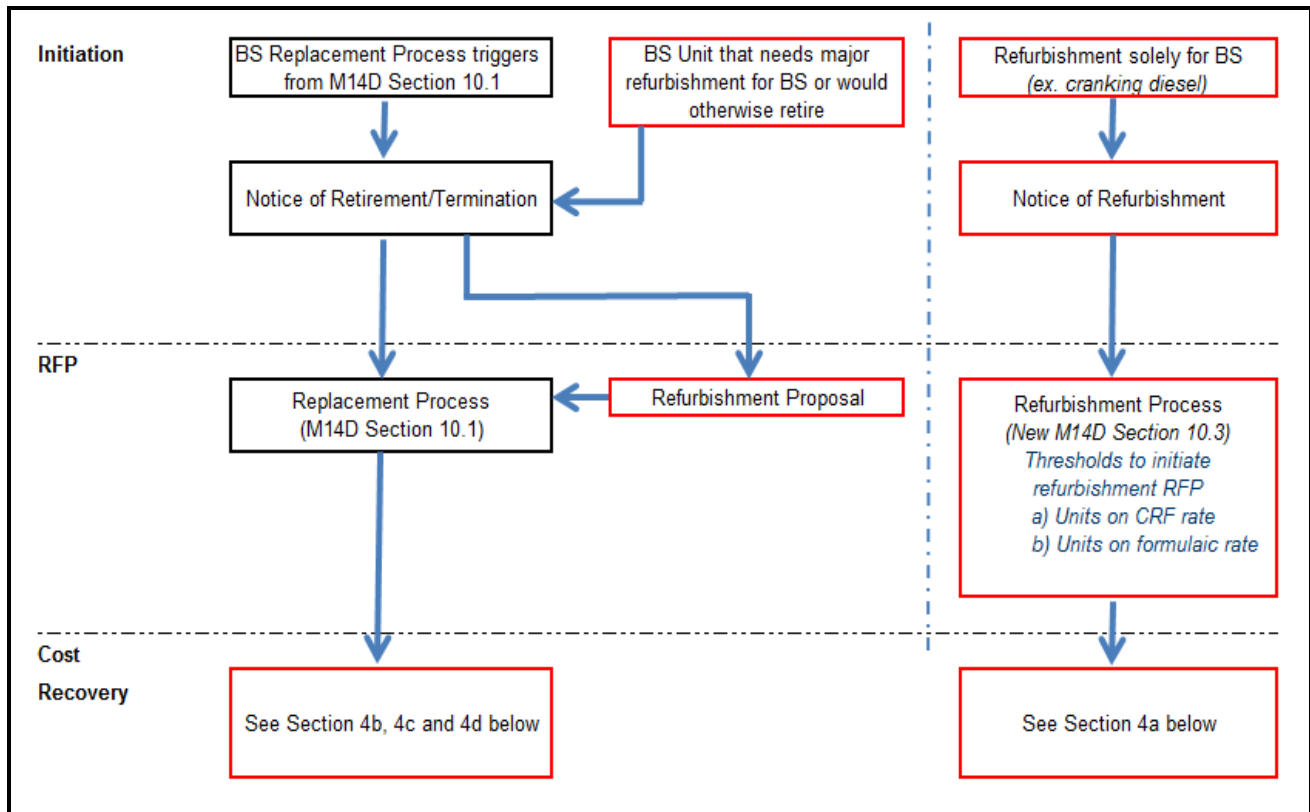 Initiation
BS Replacement Process triggers
from M14D Section 10.1
BS Unit that needs major
refurbishment for BS or would
otherwise retire
Refurbishment solely for BS
(ex. cranking diesel)
Notice of Retirement/Termination
Notice of Refurbishment
RFP
Replacement Process
(M14D Section 10.1)
Refurbishment Proposal
Refurbishment Process
(New M14D Section 10.3)
Thresholds to initiate
refurbishment RFP
a) Units on CRF rate
b) Units on formulaic rate
Cost
Recovery
See Section 4b, 4c and 4d below
See Section 4a below